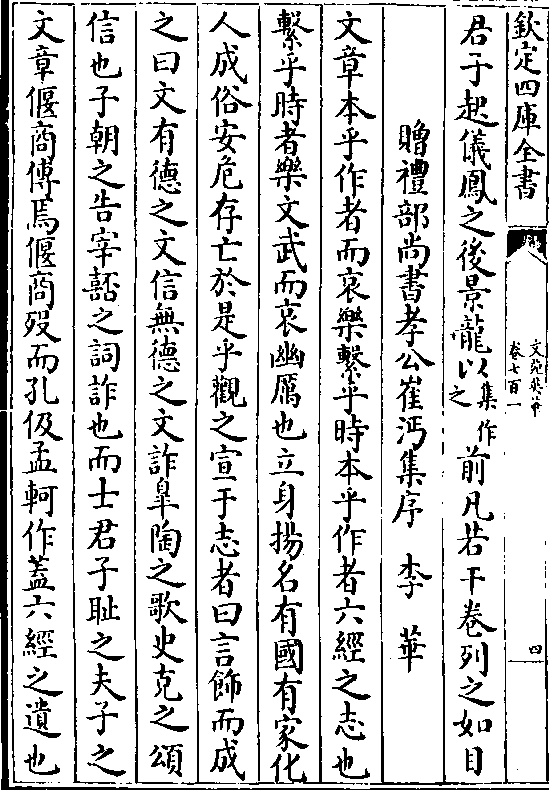 欽定四庫全書
文苑英華
卷七百一
四
君子起儀鳳之後景龍以集作之前凡若干卷列之如目
贈禮部尚書孝公崔沔集序　李華
文章本乎作者而哀樂繫乎時本乎作者六經之志也
繫乎時者樂文武而哀幽厲也立身揚名有國有家化
人成俗安危存亡於是乎觀之宣于志者曰言飾而成
之曰文有德之文信無德之文詐臯陶之歌史克之頌
信也子朝之告宰嚭之詞詐也而士君子耻之夫子之
文章偃商傅焉偃商殁而孔伋孟軻作蓋六經之遺也